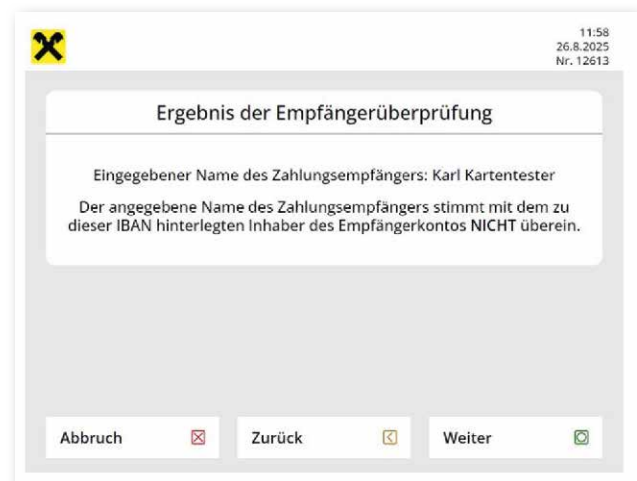 11:58
26.8.2025
Nr. 12613
Ergebnis der Empfängerüberprüfung
Eingegebener Name des Zahlungsempfängers: Karl Kartentester
Der angegebene Name des Zahlungsempfängers stimmt mit dem zu
dieser IBAN hinterlegten Inhaber des Empfängerkontos NICHT überein.
Abbruch
Zurück
Weiter